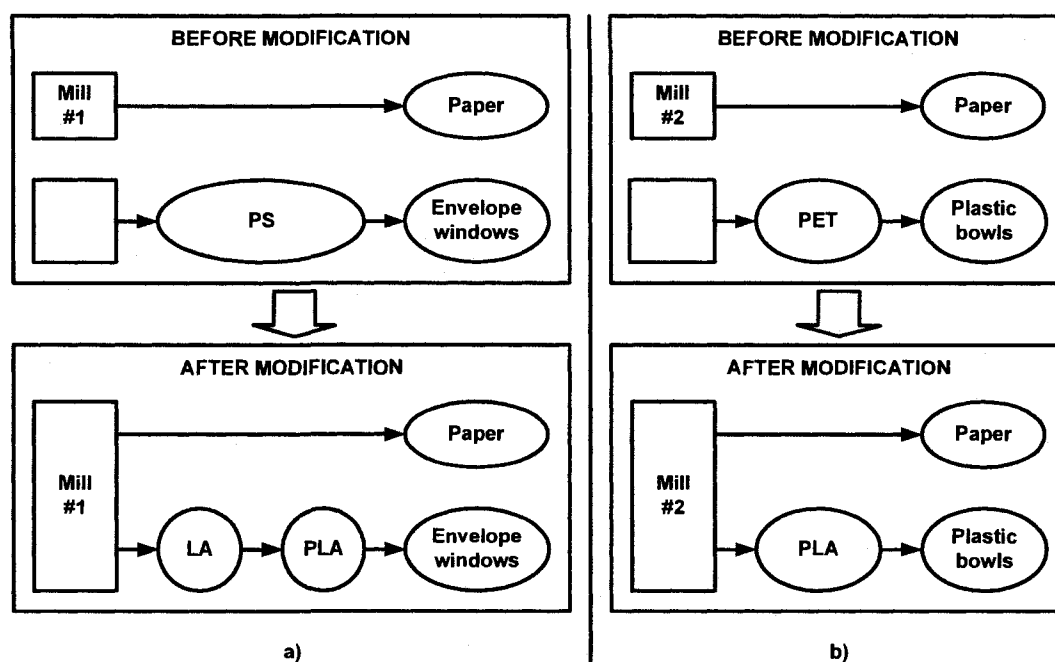 BEFORE MODIFICATION
Mill
#1
Paper
PS
Envelope
windows
AFTER MODIFICATION
Mill
#1
Paper
LA
PLA
Envelope
windows
a)
BEFORE MODIFICATION
Mill
#2
Paper
PET
Plastic
bowls
AFTER MODIFICATION
Mill
#2
Paper
PLA
Plastic
bowls
b)